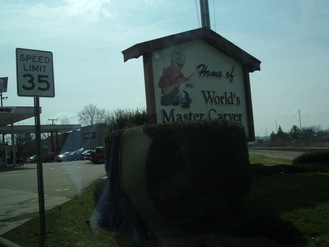 SPEED
LIMIT
35
Home of
World's
Master Carver